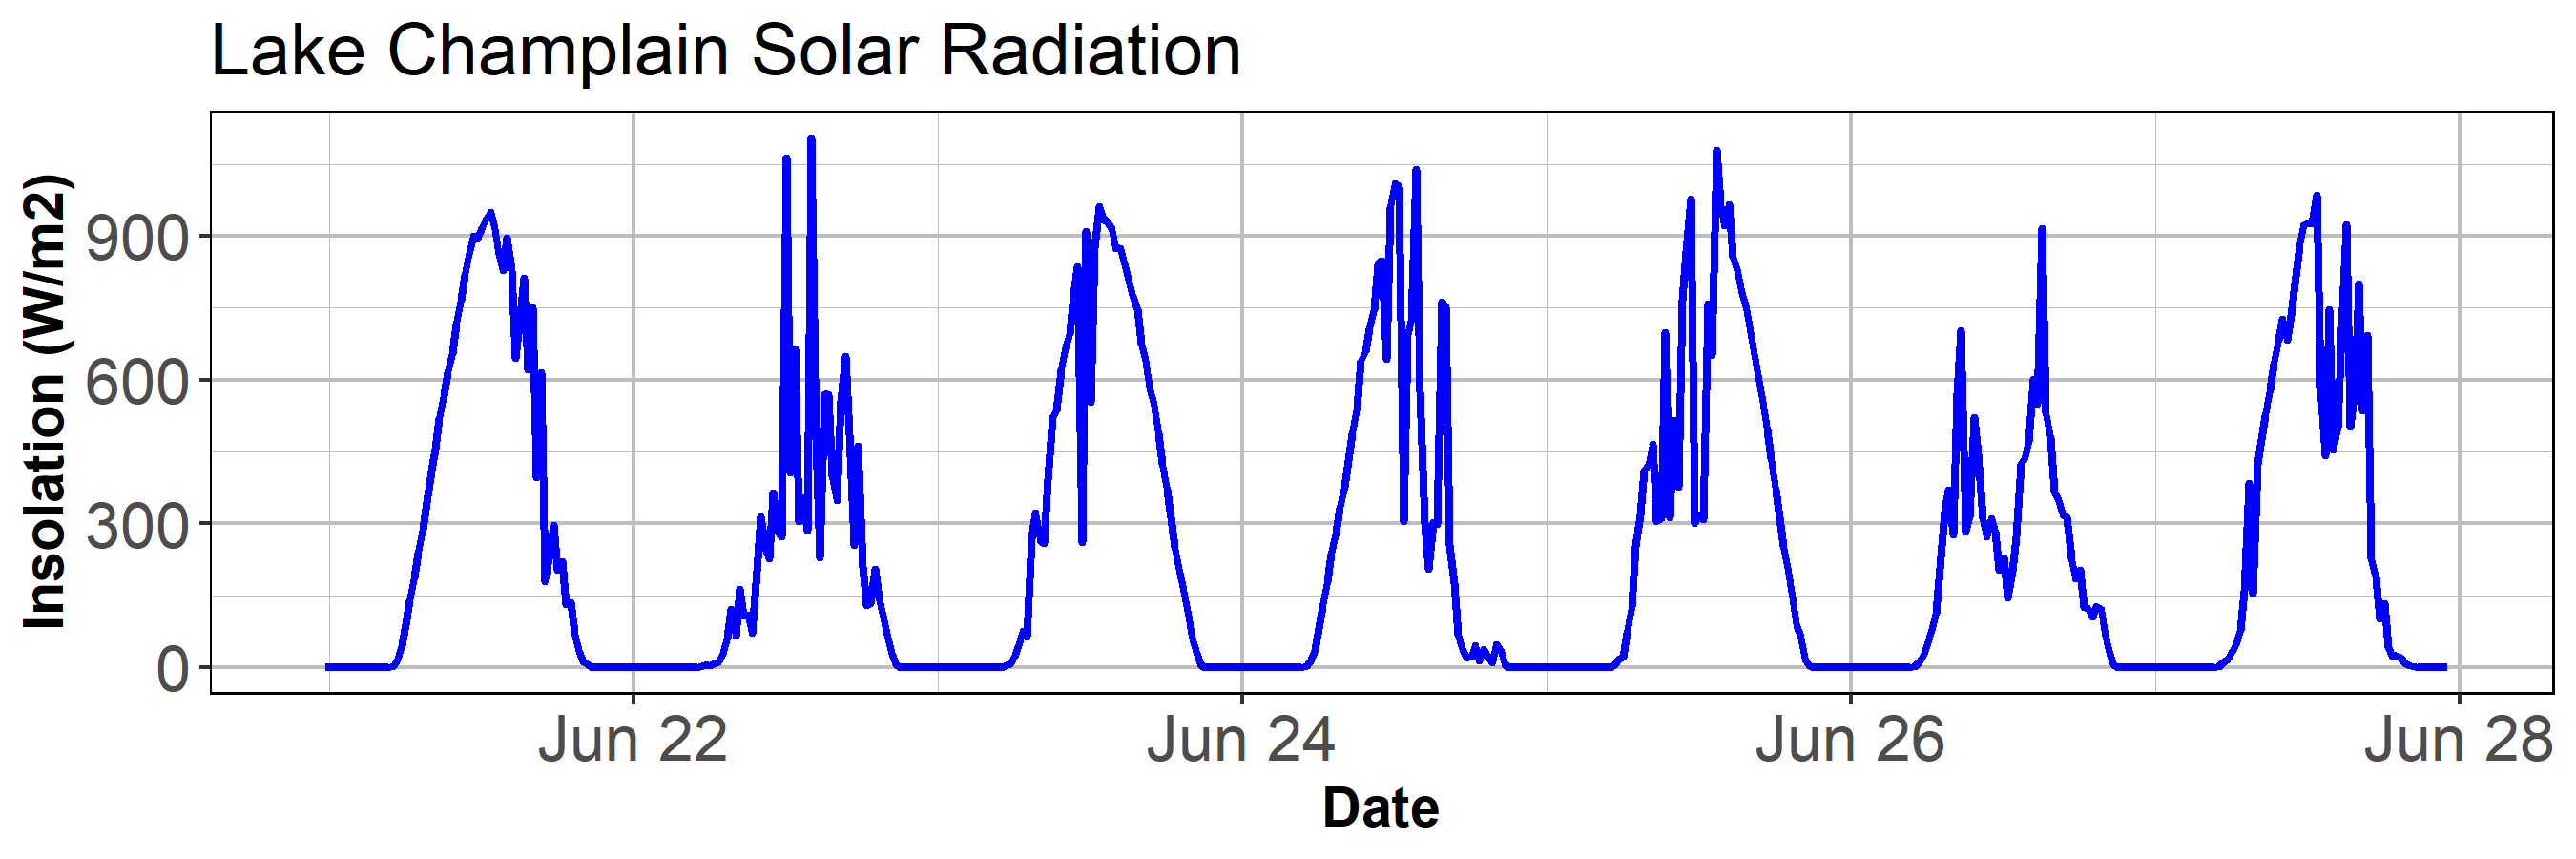 Lake Champlain Solar Radiation
Insolation (W/m2)
900
600
300
0
Jun 22 Jun 24 Jun 26 Jun 28
Date